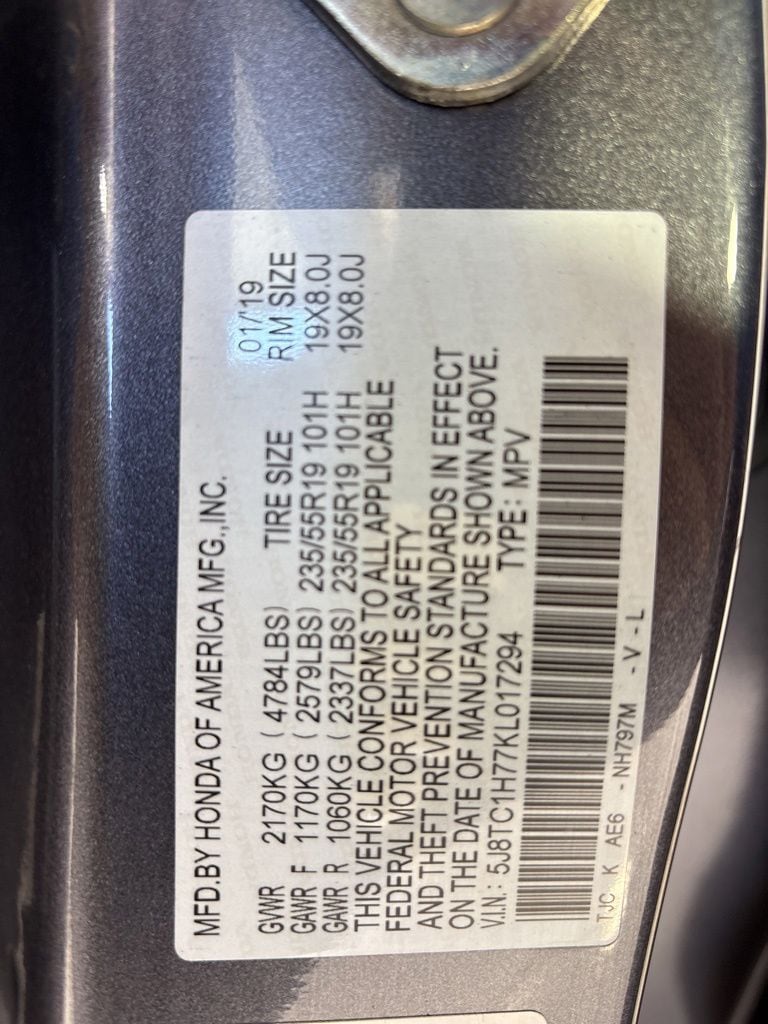 MFD.BY HONDA OF AMERICA MFG.,INC. 01/'19
GVWR 2170KG ( 4784LBS) TIRE SIZE RIM SIZE
GAWR F 1170KG ( 2579LBS) 235/55R19 101H 19X8.0J
GAWR R 1060KG ( 2337LBS) 235/55R19 101H 19X8.0J
THIS VEHICLE CONFORMS TO ALL APPLICABLE
FEDERAL MOTOR VEHICLE SAFETY
AND THEFT PREVENTION STANDARDS IN EFFECT
ON THE DATE OF MANUFACTURE SHOWN ABOVE.
V.I.N.: 5J8TC1H77KL017294 TYPE: MPV
TJC K AE6 - NH797M - V - L